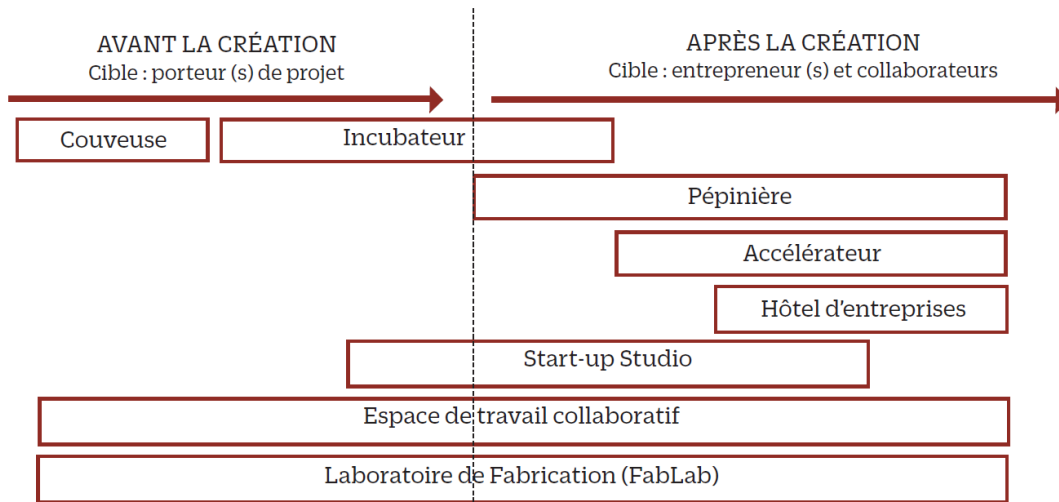 AVANT LA CRÉATION
Cible : porteur (s) de projet
APRÈS LA CRÉATION
Cible : entrepreneur (s) et collaborateurs
Couveuse
Incubateur
Pépinière
Accélérateur
Hôtel d'entreprises
Start-up Studio
Espace de travail collaboratif
Laboratoire de Fabrication (FabLab)